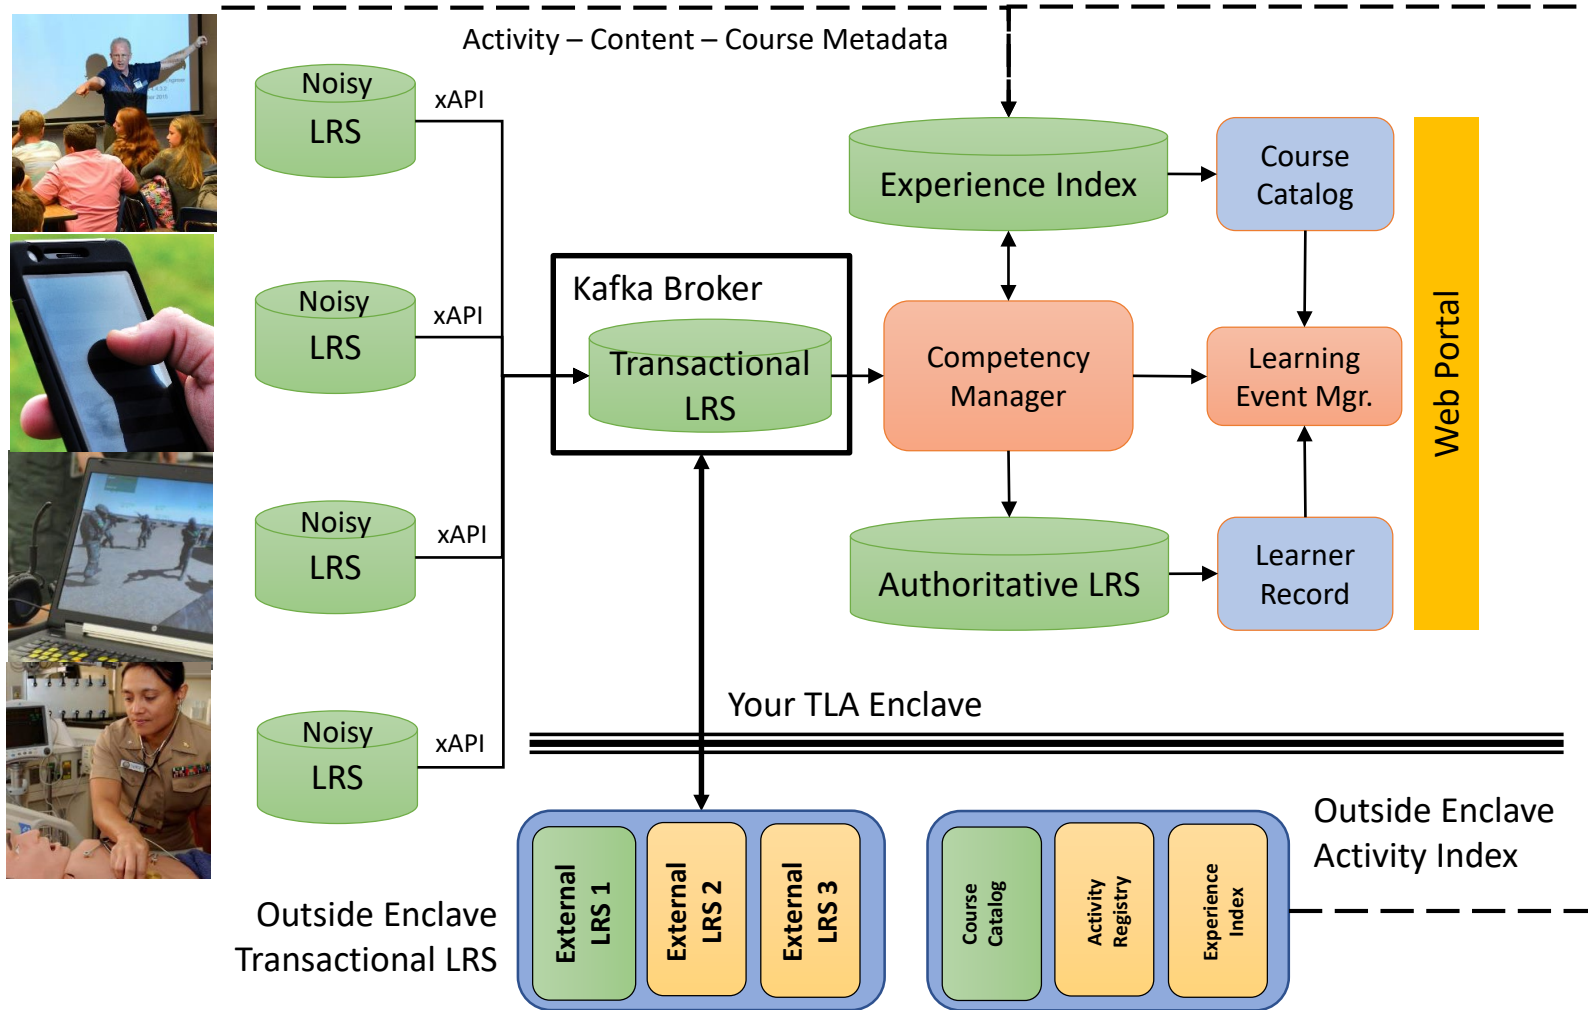 Activity – Content – Course Metadata
Noisy
LRS
xAPI
Noisy
LRS
xAPI
Noisy
LRS
xAPI
Noisy
LRS
xAPI
Kafka Broker
Transactional
LRS
Experience Index
Competency
Manager
Authoritative LRS
Course
Catalog
Learning
Event Mgr.
Learner
Record
Web Portal
Your TLA Enclave
Outside Enclave
Transactional LRS
External
LRS 1
External
LRS 2
External
LRS 3
Course
Catalog
Activity
Registry
Experience
Index
Outside Enclave
Activity Index